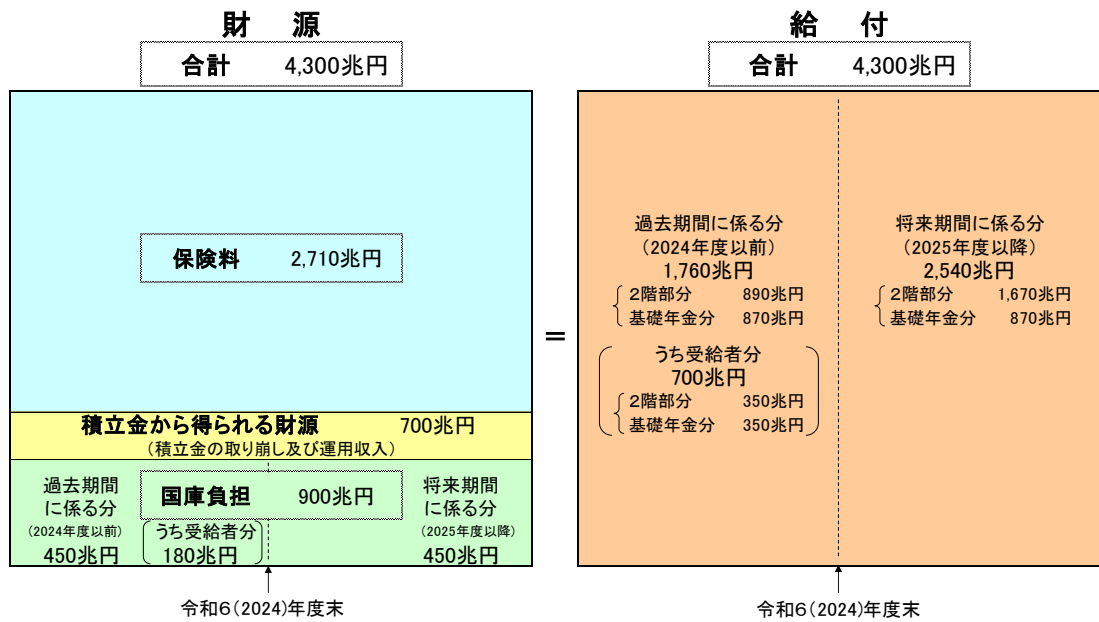 財　源
合計 4,300兆円
保険料 2,710兆円
積立金から得られる財源 700兆円
(積立金の取り崩し及び運用収入)
過去期間
に係る分
(2024年度以前)
450兆円
国庫負担 900兆円
うち受給者分
180兆円
将来期間
に係る分
(2025年度以降)
450兆円
令和6(2024)年度末
=
給　付
合計 4,300兆円
過去期間に係る分
(2024年度以前)
1,760兆円
2階部分 890兆円
基礎年金分 870兆円
うち受給者分
700兆円
2階部分 350兆円
基礎年金分 350兆円
将来期間に係る分
(2025年度以降)
2,540兆円
2階部分 1,670兆円
基礎年金分 870兆円
令和6(2024)年度末